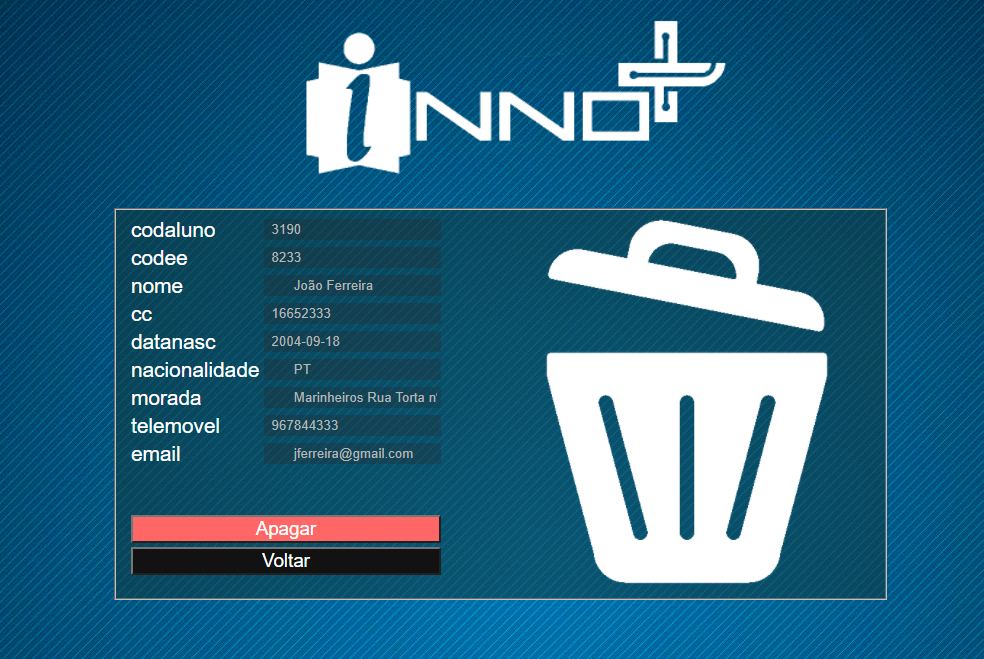 iNNO+
codaluno 3190
codee 8233
nome João Ferreira
cc 16652333
datanasc 2004-09-18
nacionalidade PT
morada Marinheiros Rua Torta
telemovel 967844333
email jferreira@gmail.com
Apagar
Voltar